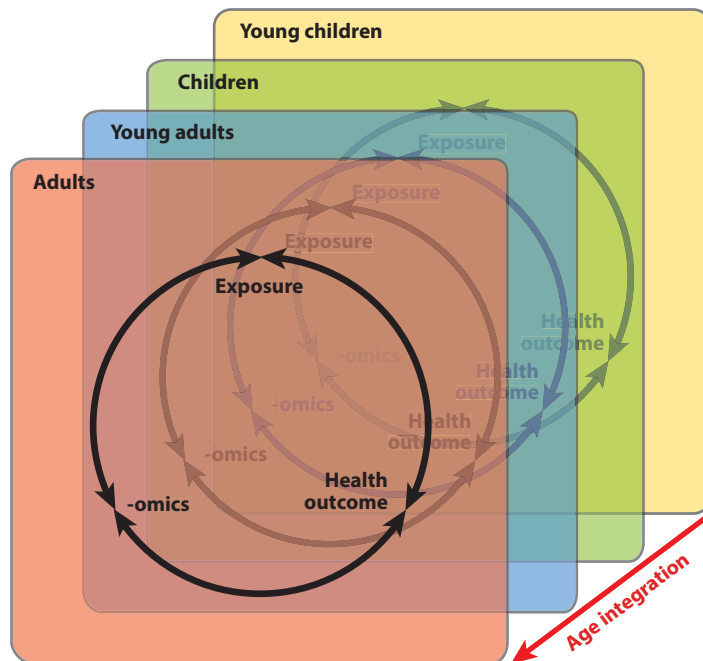 Young children
Children
Young adults
Adults
Exposure
Exposure
Exposure
Exposure
Health
outcome
-omics
Health
outcome
-omics
Health
outcome
-omics
Health
outcome
-omics
Age integration